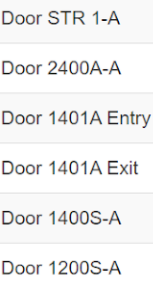 Door STR 1-A
Door 2400A-A
Door 1401A Entry
Door 1401A Exit
Door 1400S-A
Door 1200S-A